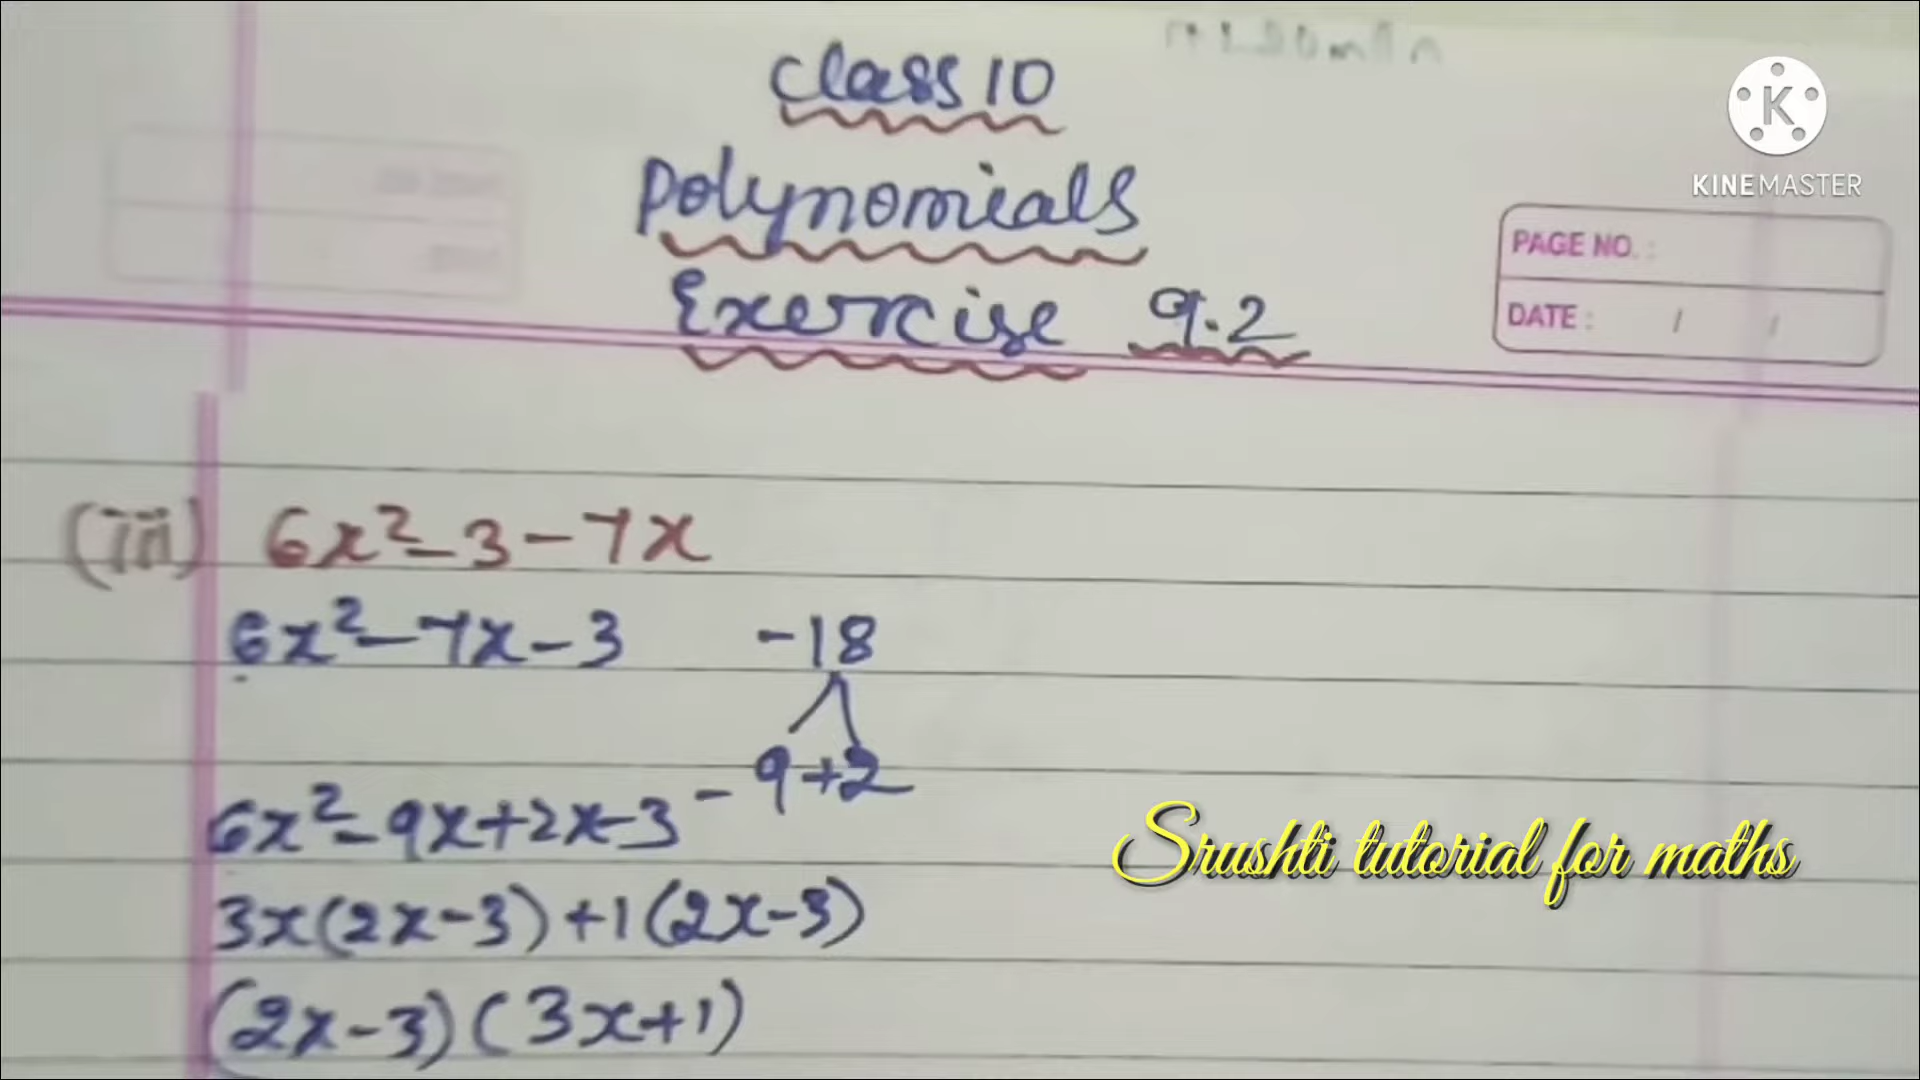 Class 10
Polynomials
Exercise 9.2
KINEMASTER
PAGE NO. :
DATE : / /
(iii) 6x²-3-7x
6x²-7x-3 -18
-9+2
6x²-9x+2x-3
3x(2x-3)+1(2x-3)
(2x-3)(3x+1)
Srushti tutorial for maths